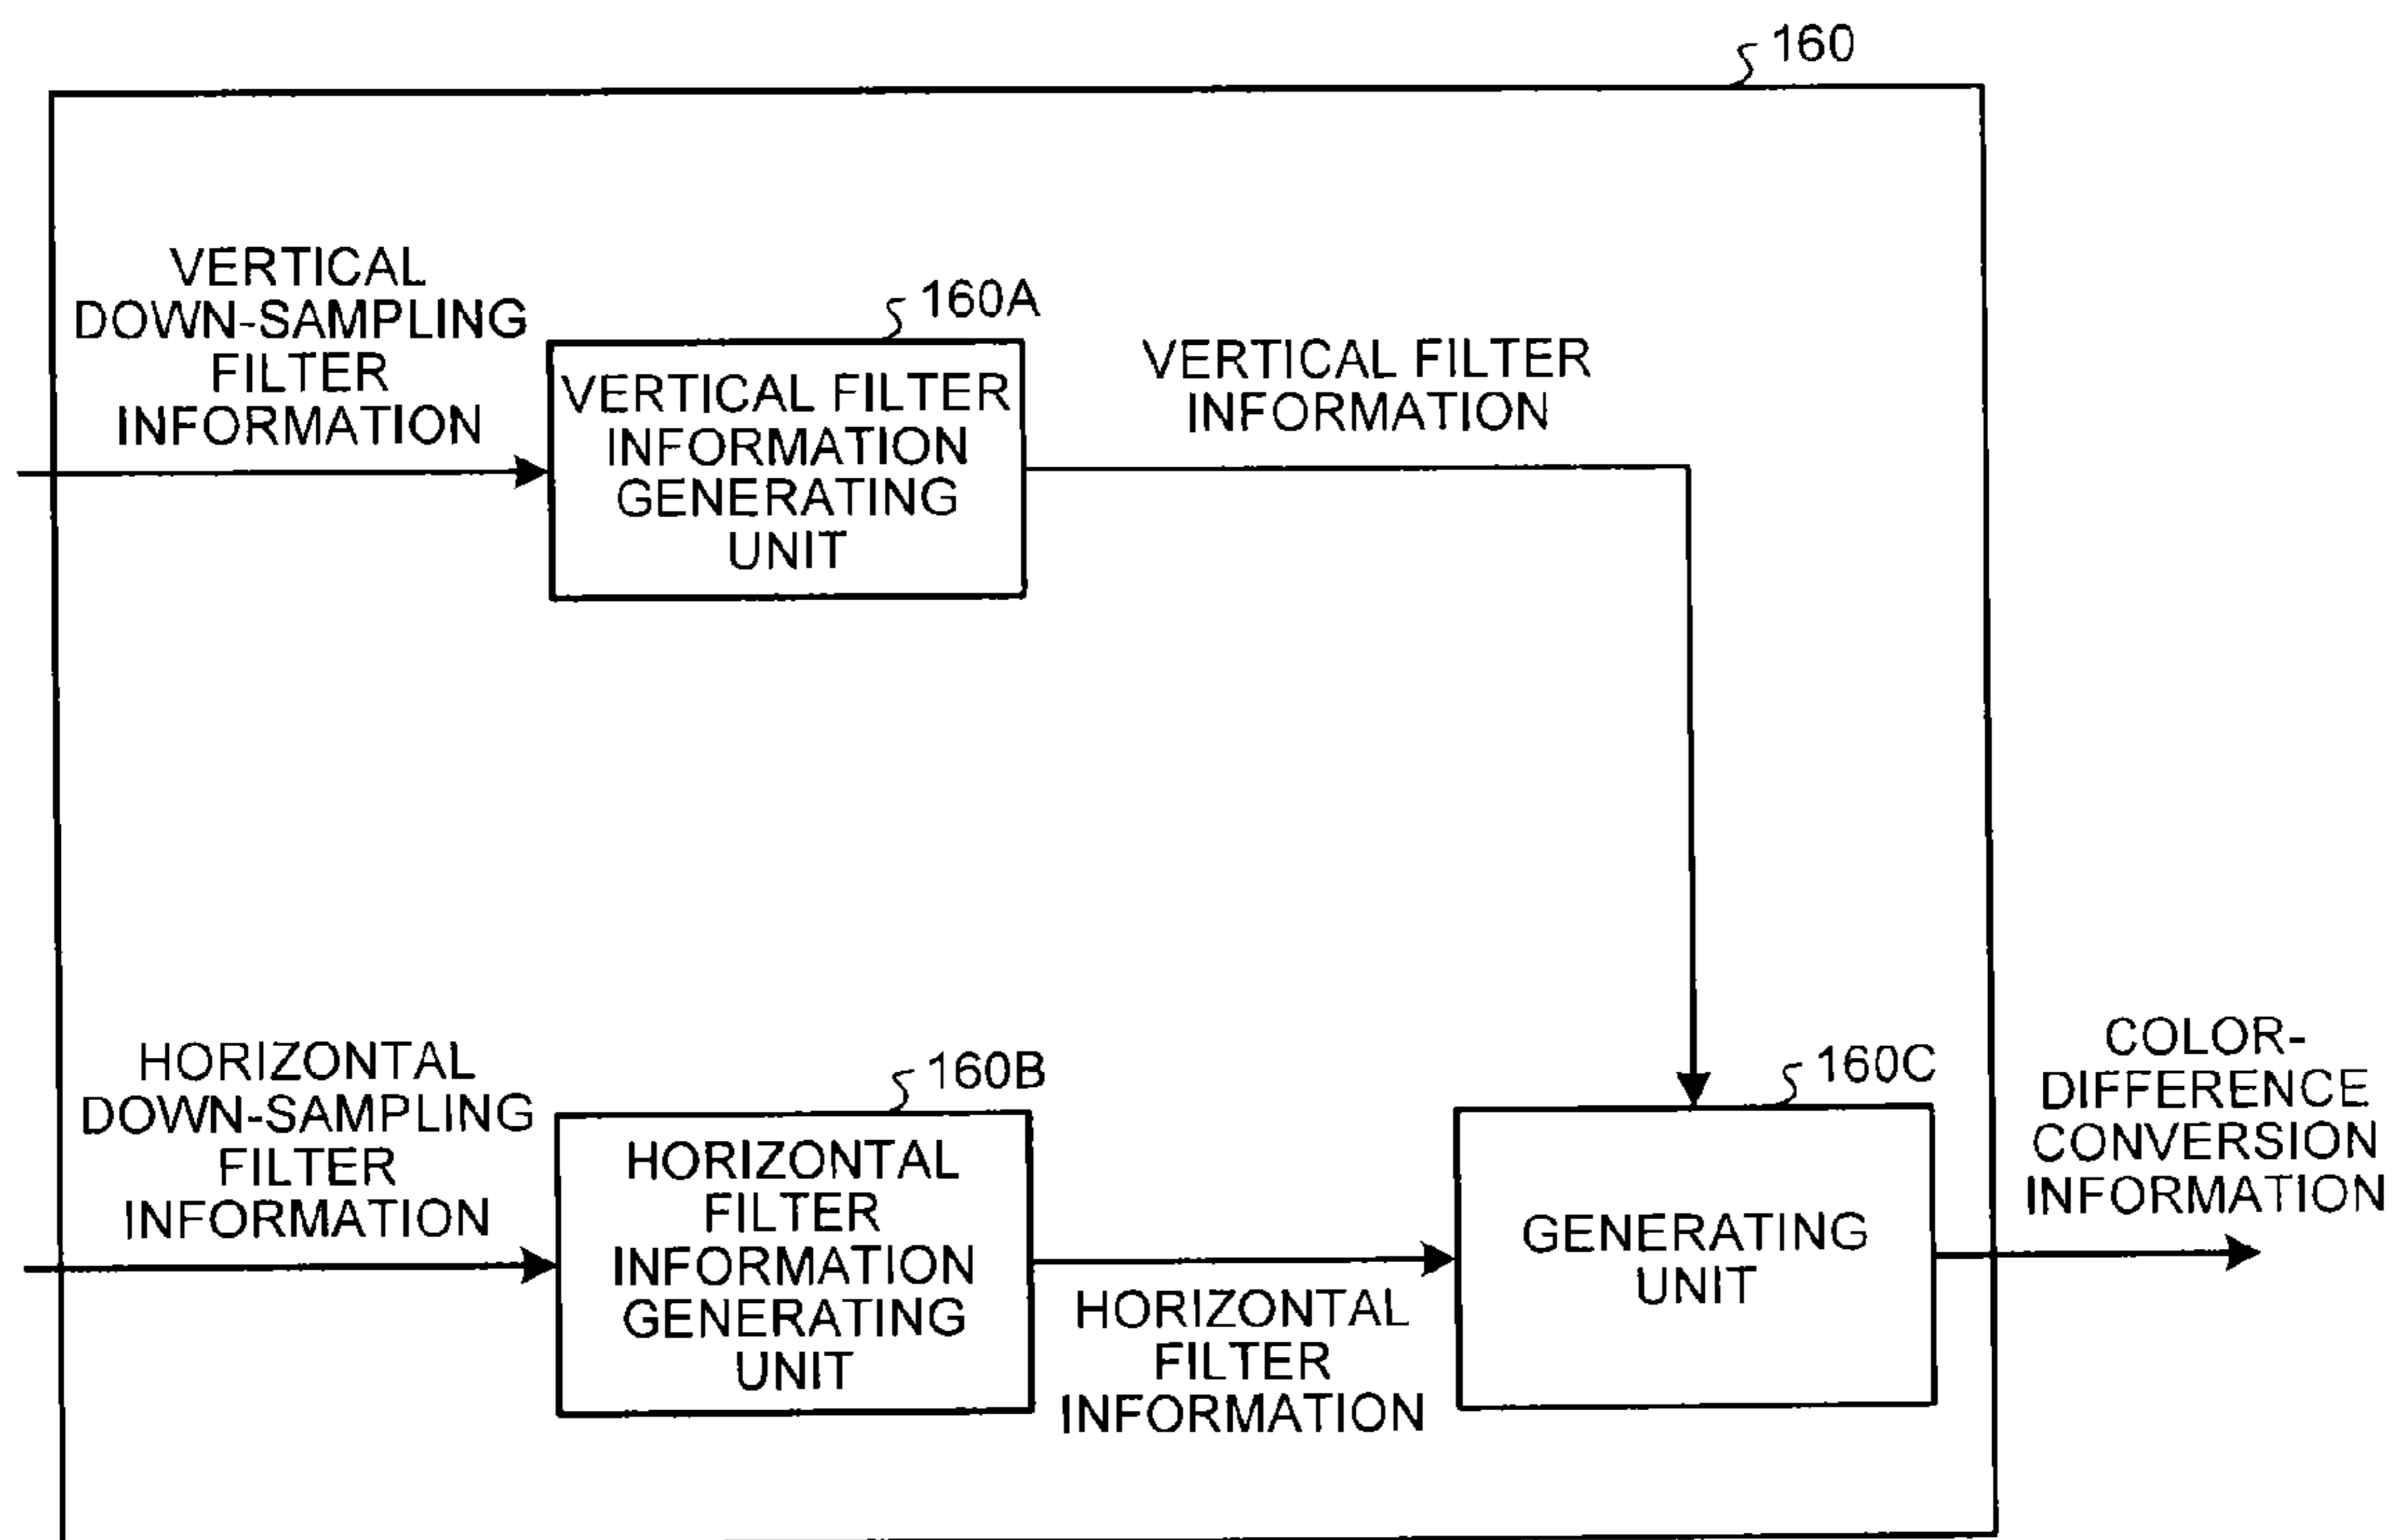 160
VERTICAL
DOWN-SAMPLING
FILTER
INFORMATION
160A
VERTICAL FILTER
INFORMATION
GENERATING
UNIT
VERTICAL FILTER
INFORMATION
HORIZONTAL
DOWN-SAMPLING
FILTER
INFORMATION
160B
HORIZONTAL
FILTER
INFORMATION
GENERATING
UNIT
HORIZONTAL
FILTER
INFORMATION
160C
GENERATING
UNIT
COLOR-
DIFFERENCE
CONVERSION
INFORMATION